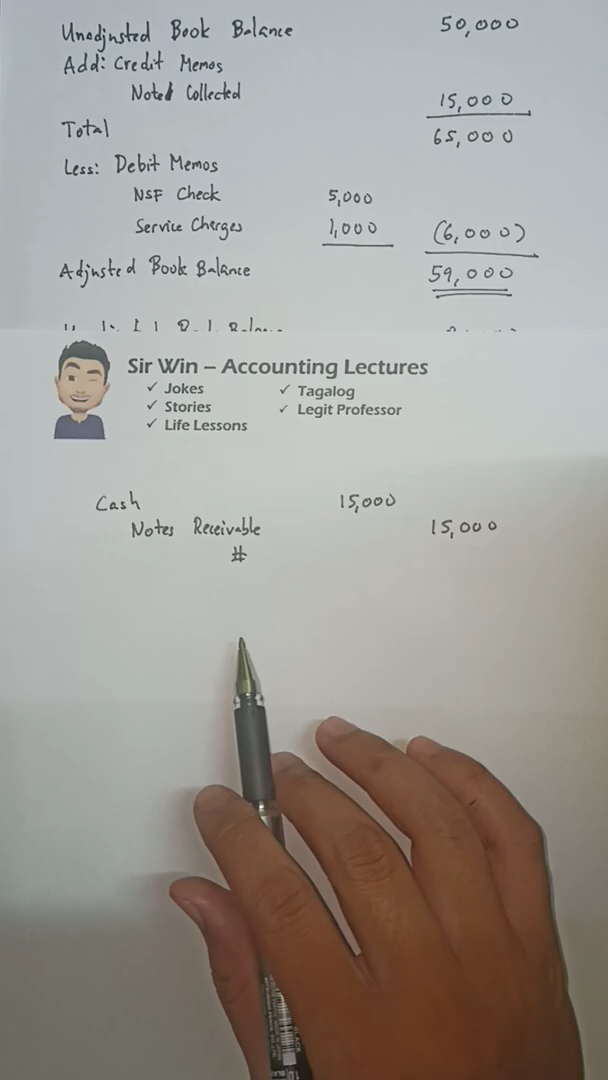 Unadjusted Book Balance 50,000
Add: Credit Memos
Note Collected 15,000
Total 65,000
Less: Debit Memos
NSF Check 5,000
Service Charges 1,000 (6,000)
Adjusted Book Balance 59,000
Sir Win – Accounting Lectures
✓ Jokes ✓ Tagalog
✓ Stories ✓ Legit Professor
✓ Life Lessons
Cash 15,000
Notes Receivable 15,000
#